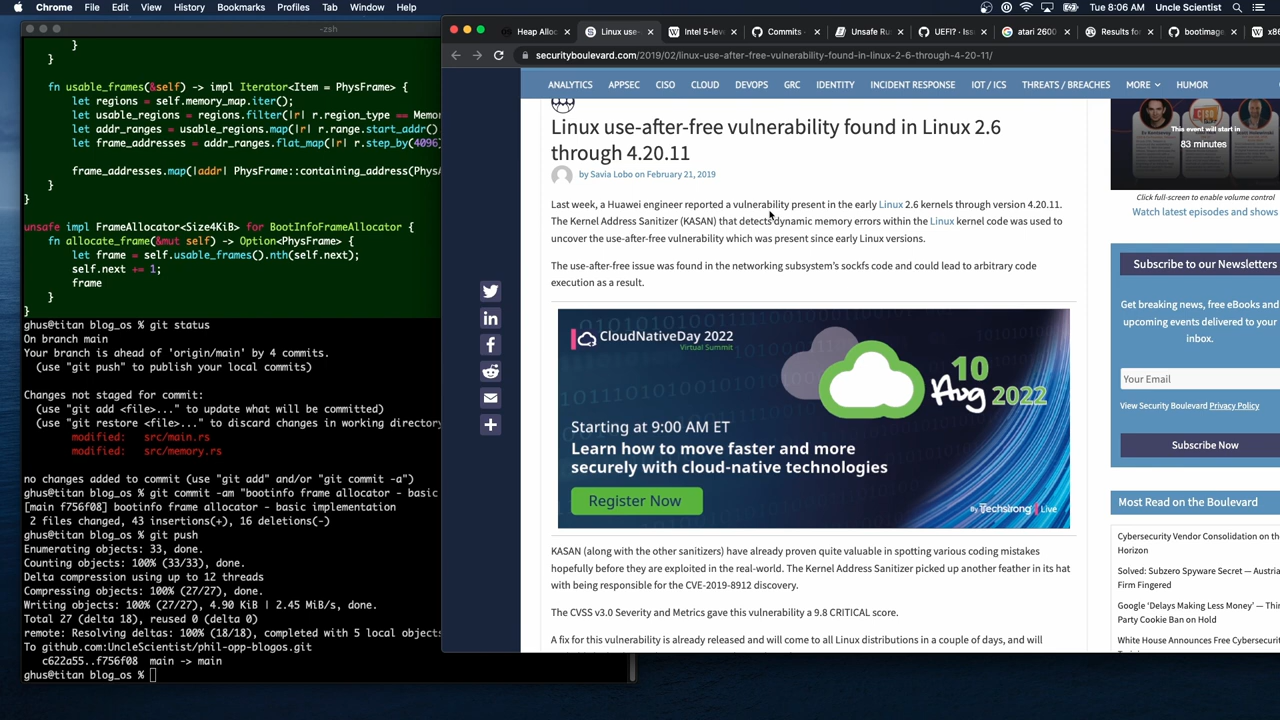 Chrome File Edit View History Bookmarks Profiles Tab Window Help
Tue 8:06 AM Uncle Scientist
-zsh
}
}
fn usable_frames(&self) -> impl Iterator<Item = PhysFrame> {
let regions = self.memory_map.iter();
let usable_regions = regions.filter(|r| r.region_type == Memor
let addr_ranges = usable_regions.map(|r| r.range.start_addr()
let frame_addresses = addr_ranges.flat_map(|r| r.step_by(4096)
frame_addresses.map(|addr| PhysFrame::containing_address(PhysA
}
}
unsafe impl FrameAllocator<Size4KiB> for BootInfoFrameAllocator {
fn allocate_frame(&mut self) -> Option<PhysFrame> {
let frame = self.usable_frames().nth(self.next);
self.next += 1;
frame
}
}
ghus@titan blog_os % git status
On branch main
Your branch is ahead of 'origin/main' by 4 commits.
(use "git push" to publish your local commits)
Changes not staged for commit:
(use "git add <file>..." to update what will be committed)
(use "git restore <file>..." to discard changes in working directory
modified: src/main.rs
modified: src/memory.rs
no changes added to commit (use "git add" and/or "git commit -a")
ghus@titan blog_os % git commit -am "bootinfo frame allocator - basic
[main f756f08] bootinfo frame allocator - basic implementation
2 files changed, 43 insertions(+), 16 deletions(-)
ghus@titan blog_os % git push
Enumerating objects: 33, done.
Counting objects: 100% (33/33), done.
Delta compression using up to 12 threads
Compressing objects: 100% (27/27), done.
Writing objects: 100% (27/27), 4.90 KiB | 2.45 MiB/s, done.
Total 27 (delta 18), reused 0 (delta 0)
remote: Resolving deltas: 100% (18/18), completed with 5 local objects
To github.com:UncleScientist/phil-opp-blogos.git
c622a55..f756f08 main -> main
ghus@titan blog_os %
Heap Alloc Linux use- Intel 5-leve Commits - Unsafe Ru UEFI? · Iss atari 2600 Results for bootimage x86
securityboulevard.com/2019/02/linux-use-after-free-vulnerability-found-in-linux-2-6-through-4-20-11/
ANALYTICS APPSEC CISO CLOUD DEVOPS GRC IDENTITY INCIDENT RESPONSE IOT / ICS THREATS / BREACHES MORE HUMOR
Linux use-after-free vulnerability found in Linux 2.6
through 4.20.11
by Savia Lobo on February 21, 2019
Last week, a Huawei engineer reported a vulnerability present in the early Linux 2.6 kernels through version 4.20.11.
The Kernel Address Sanitizer (KASAN) that detects dynamic memory errors within the Linux kernel code was used to
uncover the use-after-free vulnerability which was present since early Linux versions.
The use-after-free issue was found in the networking subsystem's sockfs code and could lead to arbitrary code
execution as a result.
CloudNativeDay 2022
Virtual Summit
10
Aug 2022
Starting at 9:00 AM ET
Learn how to move faster and more
securely with cloud-native technologies
Register Now
By Techstrong Live
KASAN (along with the other sanitizers) have already proven quite valuable in spotting various coding mistakes
hopefully before they are exploited in the real-world. The Kernel Address Sanitizer picked up another feather in its hat
with being responsible for the CVE-2019-8912 discovery.
The CVSS v3.0 Severity and Metrics gave this vulnerability a 9.8 CRITICAL score.
A fix for this vulnerability is already released and will come to all Linux distributions in a couple of days, and will
This event will start in
83 minutes
Click full-screen to enable volume control
Watch latest episodes and shows
Subscribe to our Newsletters
Get breaking news, free eBooks and
upcoming events delivered to your
inbox.
Your Email
View Security Boulevard Privacy Policy
Subscribe Now
Most Read on the Boulevard
Cybersecurity Vendor Consolidation on the
Horizon
Solved: Subzero Spyware Secret — Austria
Firm Fingered
Google 'Delays Making Less Money' — Thi
Party Cookie Ban on Hold
White House Announces Free Cybersecuri